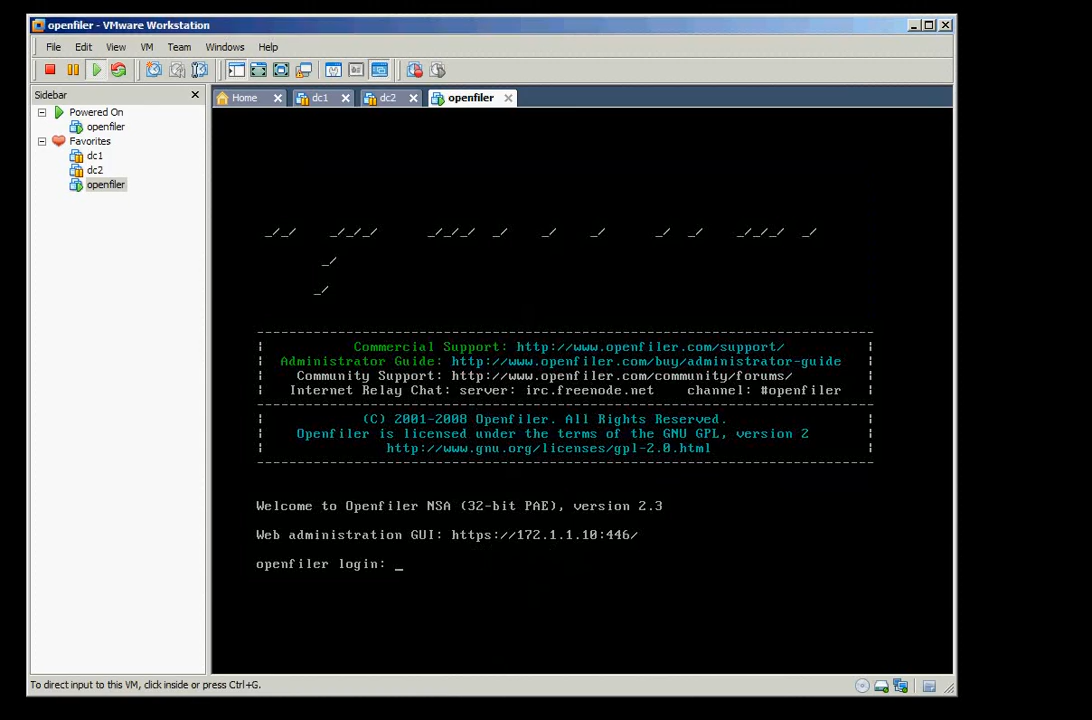 openfiler - VMware Workstation
File Edit View VM Team Windows Help
Sidebar
Home dc1 dc2 openfiler
Powered On
openfiler
Favorites
dc1
dc2
openfiler
_/_/ _/_/_/ _/_/_/ _/ _/ _/ _/ _/ _/_/_/ _/
_/
_/
Commercial Support: http://www.openfiler.com/support/
Administrator Guide: http://www.openfiler.com/buy/administrator-guide
Community Support: http://www.openfiler.com/community/forums/
Internet Relay Chat: server: irc.freenode.net channel: #openfiler
(C) 2001-2008 Openfiler. All Rights Reserved.
Openfiler is licensed under the terms of the GNU GPL, version 2
http://www.gnu.org/licenses/gpl-2.0.html
Welcome to Openfiler NSA (32-bit PAE), version 2.3
Web administration GUI: https://172.1.1.10:446/
openfiler login: _
To direct input to this VM, click inside or press Ctrl+G.